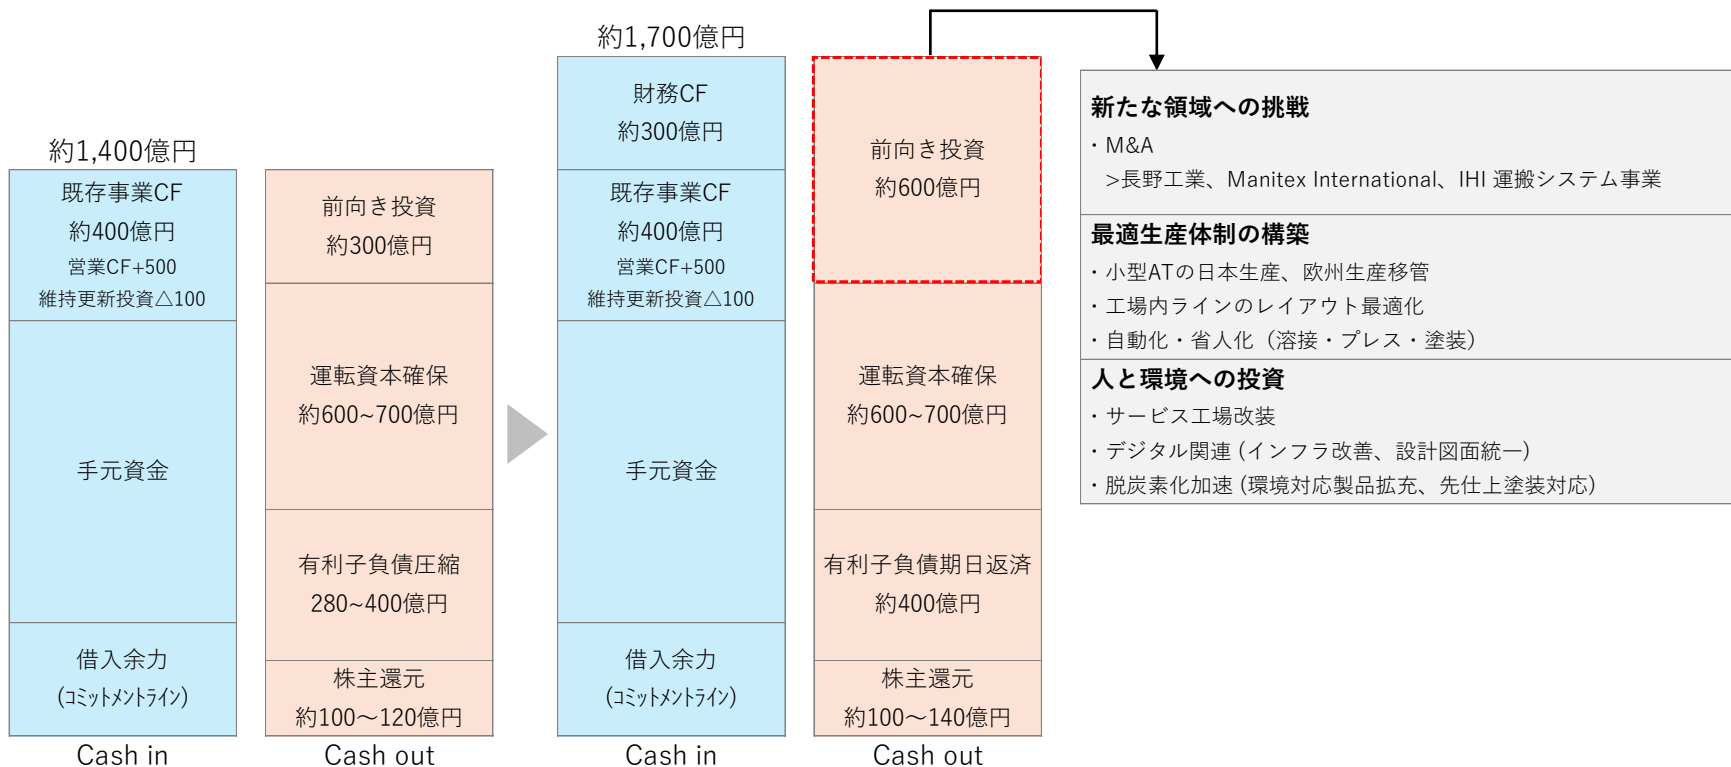 約1,400億円
既存事業CF
約400億円
営業CF+500
維持更新投資△100
手元資金
借入余力
(ｺﾐｯﾄﾒﾝﾄﾗｲﾝ)
Cash in
前向き投資
約300億円
運転資本確保
約600~700億円
有利子負債圧縮
280~400億円
株主還元
約100～120億円
Cash out
約1,700億円
財務CF
約300億円
既存事業CF
約400億円
営業CF+500
維持更新投資△100
手元資金
借入余力
(ｺﾐｯﾄﾒﾝﾄﾗｲﾝ)
Cash in
前向き投資
約600億円
運転資本確保
約600~700億円
有利子負債期日返済
約400億円
株主還元
約100～140億円
Cash out
新たな領域への挑戦
・M&A
>長野工業、Manitex International、IHI 運搬システム事業
最適生産体制の構築
・小型ATの日本生産、欧州生産移管
・工場内ラインのレイアウト最適化
・自動化・省人化（溶接・プレス・塗装）
人と環境への投資
・サービス工場改装
・デジタル関連 (インフラ改善、設計図面統一)
・脱炭素化加速 (環境対応製品拡充、先仕上塗装対応)